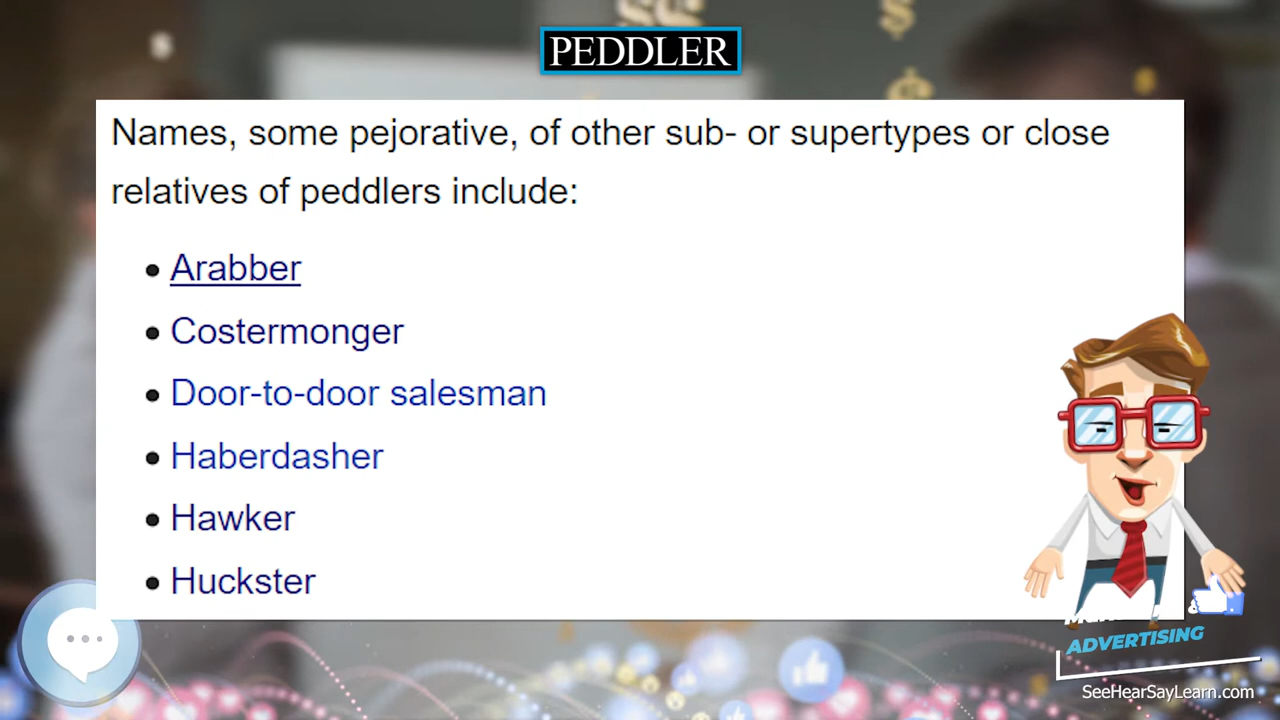 PEDDLER
Names, some pejorative, of other sub- or supertypes or close
relatives of peddlers include:
• Arabber
• Costermonger
• Door-to-door salesman
• Haberdasher
• Hawker
• Huckster
ADVERTISING
SeeHearSayLearn.com